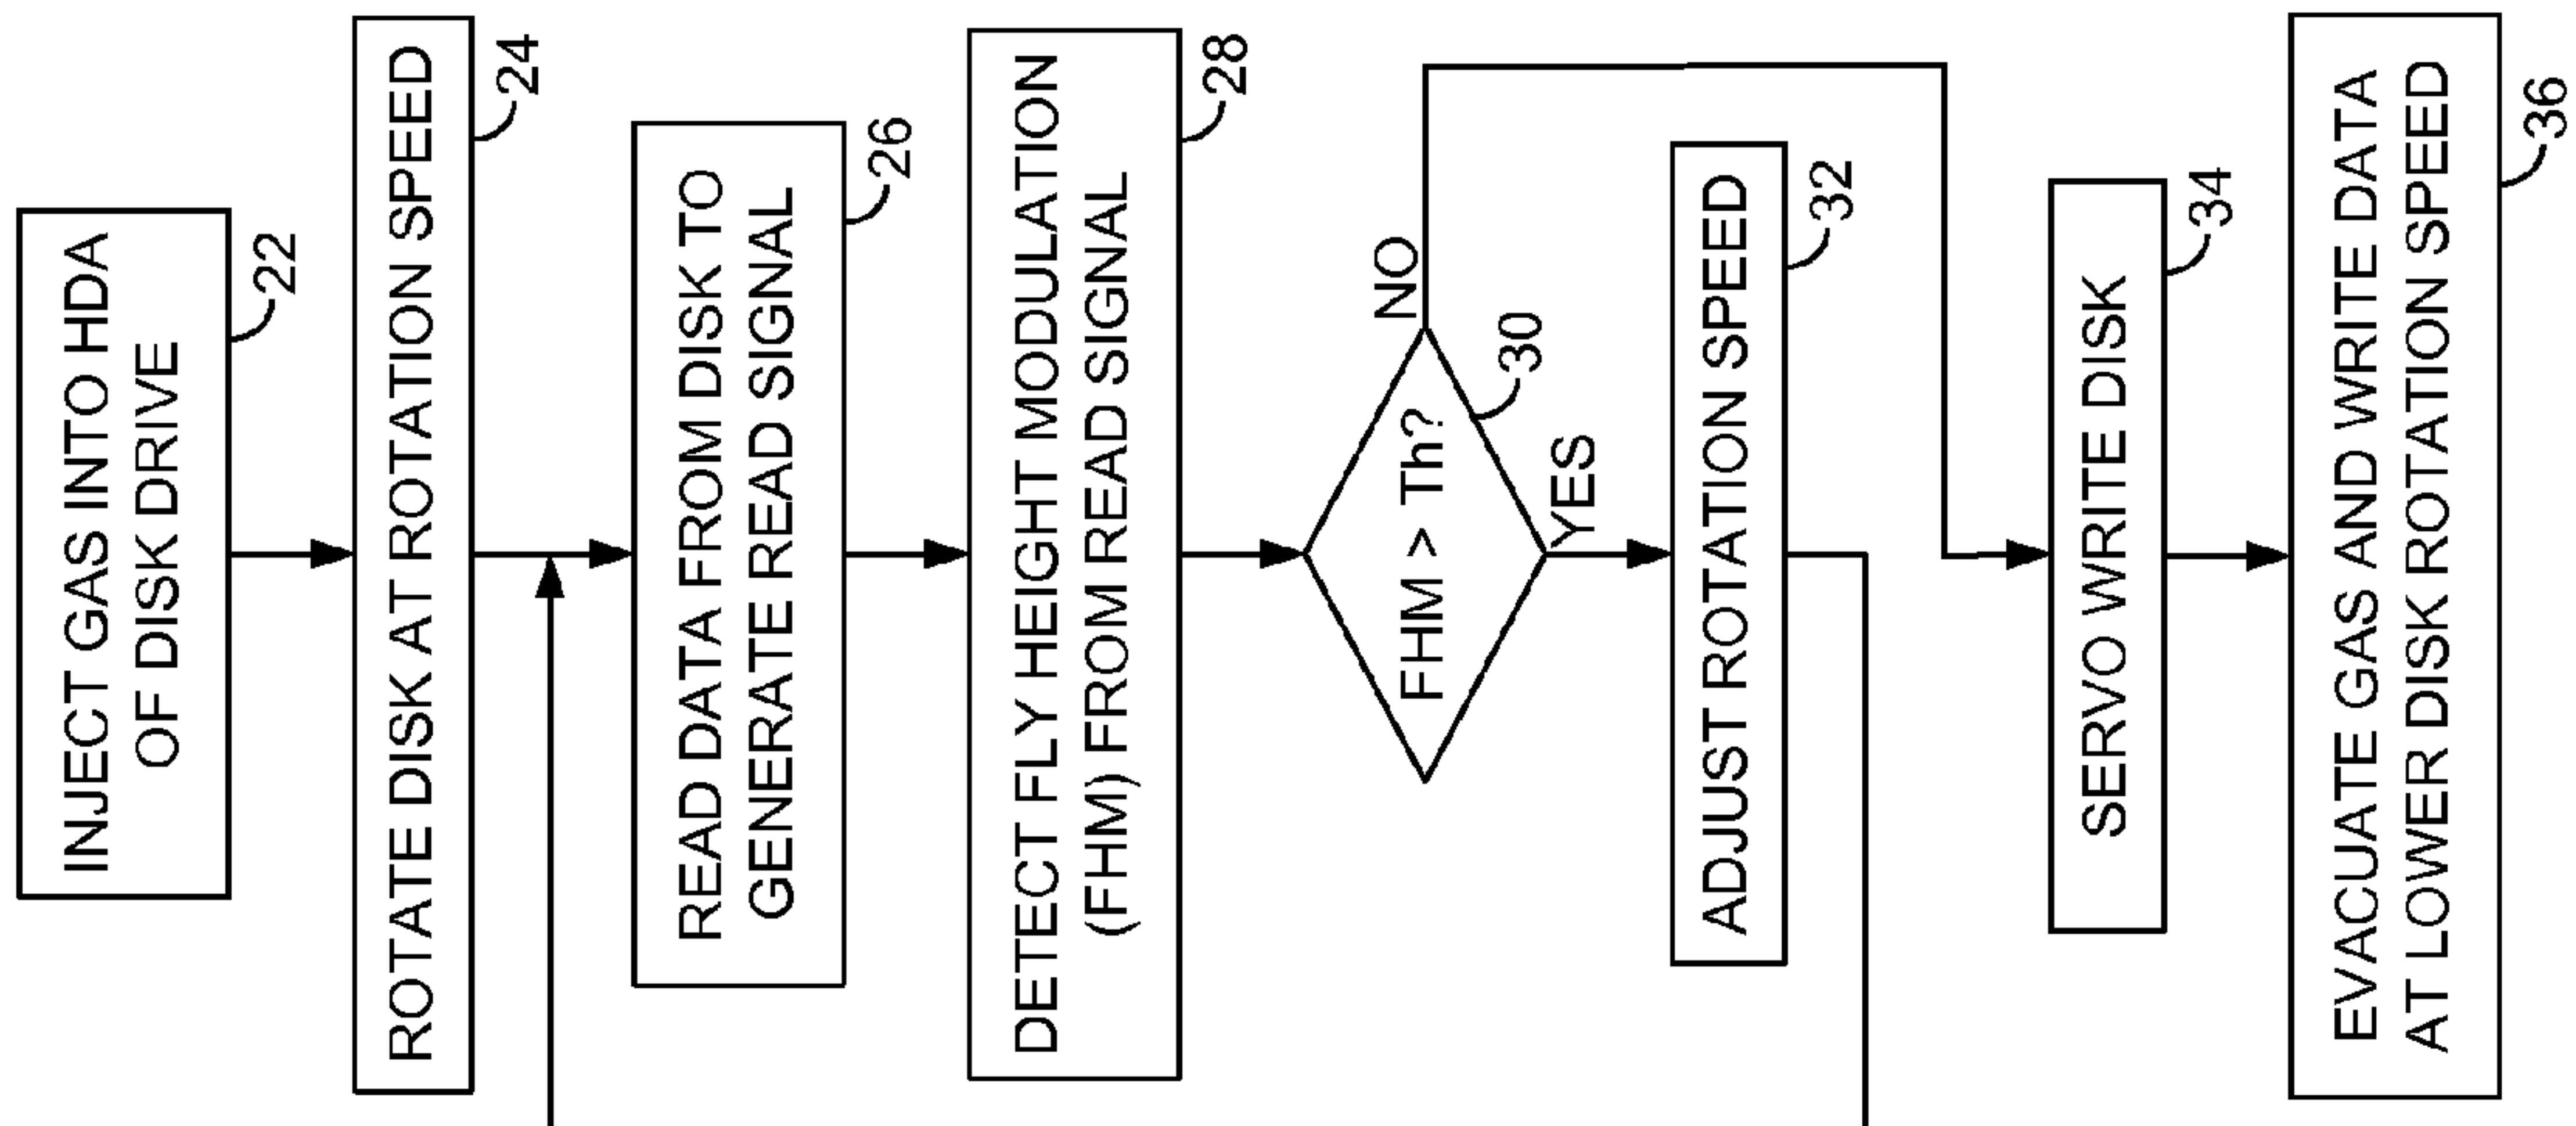 INJECT GAS INTO HDA
OF DISK DRIVE
22
ROTATE DISK AT ROTATION SPEED
24
READ DATA FROM DISK TO
GENERATE READ SIGNAL
26
DETECT FLY HEIGHT MODULATION
(FHM) FROM READ SIGNAL
28
FHM > Th?
30
NO
YES
ADJUST ROTATION SPEED
32
SERVO WRITE DISK
34
EVACUATE GAS AND WRITE DATA
AT LOWER DISK ROTATION SPEED
36